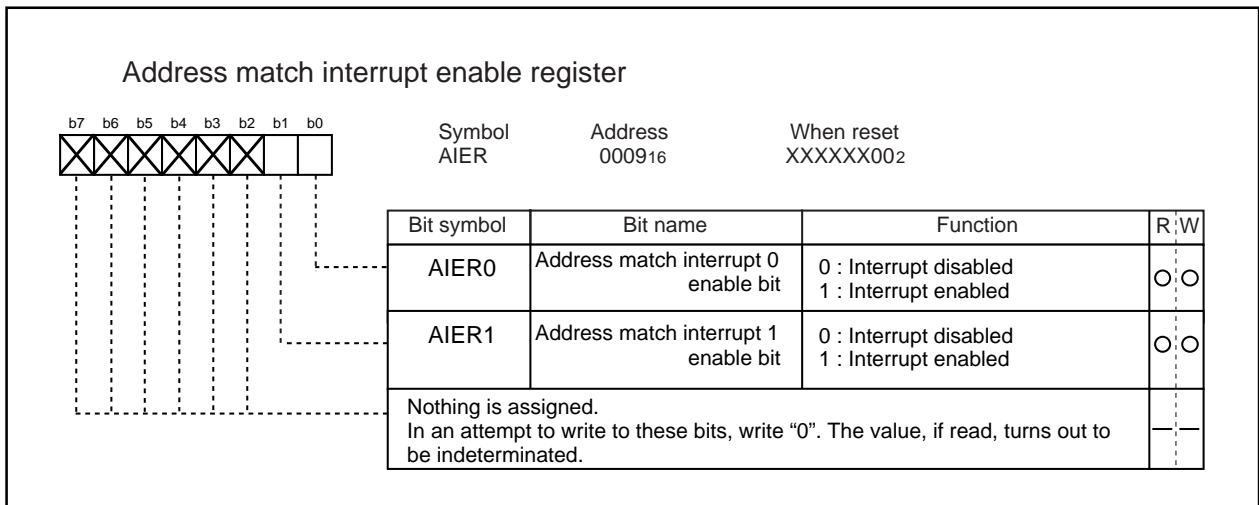 Address match interrupt enable register
b7 b6 b5 b4 b3 b2 b1 b0
Symbol Address When reset
AIER 000916 XXXXXX002
Bit symbol Bit name Function R W
AIER0 Address match interrupt 0 enable bit 0 : Interrupt disabled
1 : Interrupt enabled
AIER1 Address match interrupt 1 enable bit 0 : Interrupt disabled
1 : Interrupt enabled
Nothing is assigned.
In an attempt to write to these bits, write “0”. The value, if read, turns out to
be indeterminated.